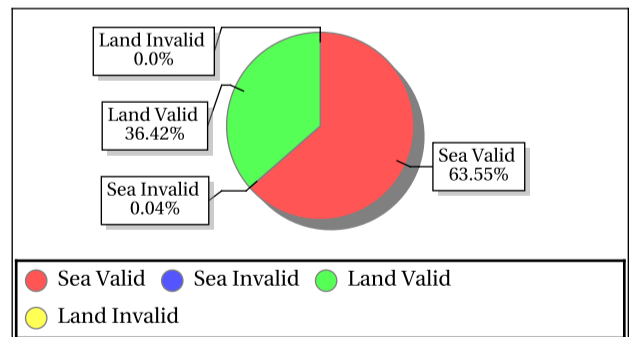 Land Invalid
0.0%
Land Valid
36.42%
Sea Invalid
0.04%
Sea Valid
63.55%
Sea Valid Sea Invalid Land Valid
Land Invalid